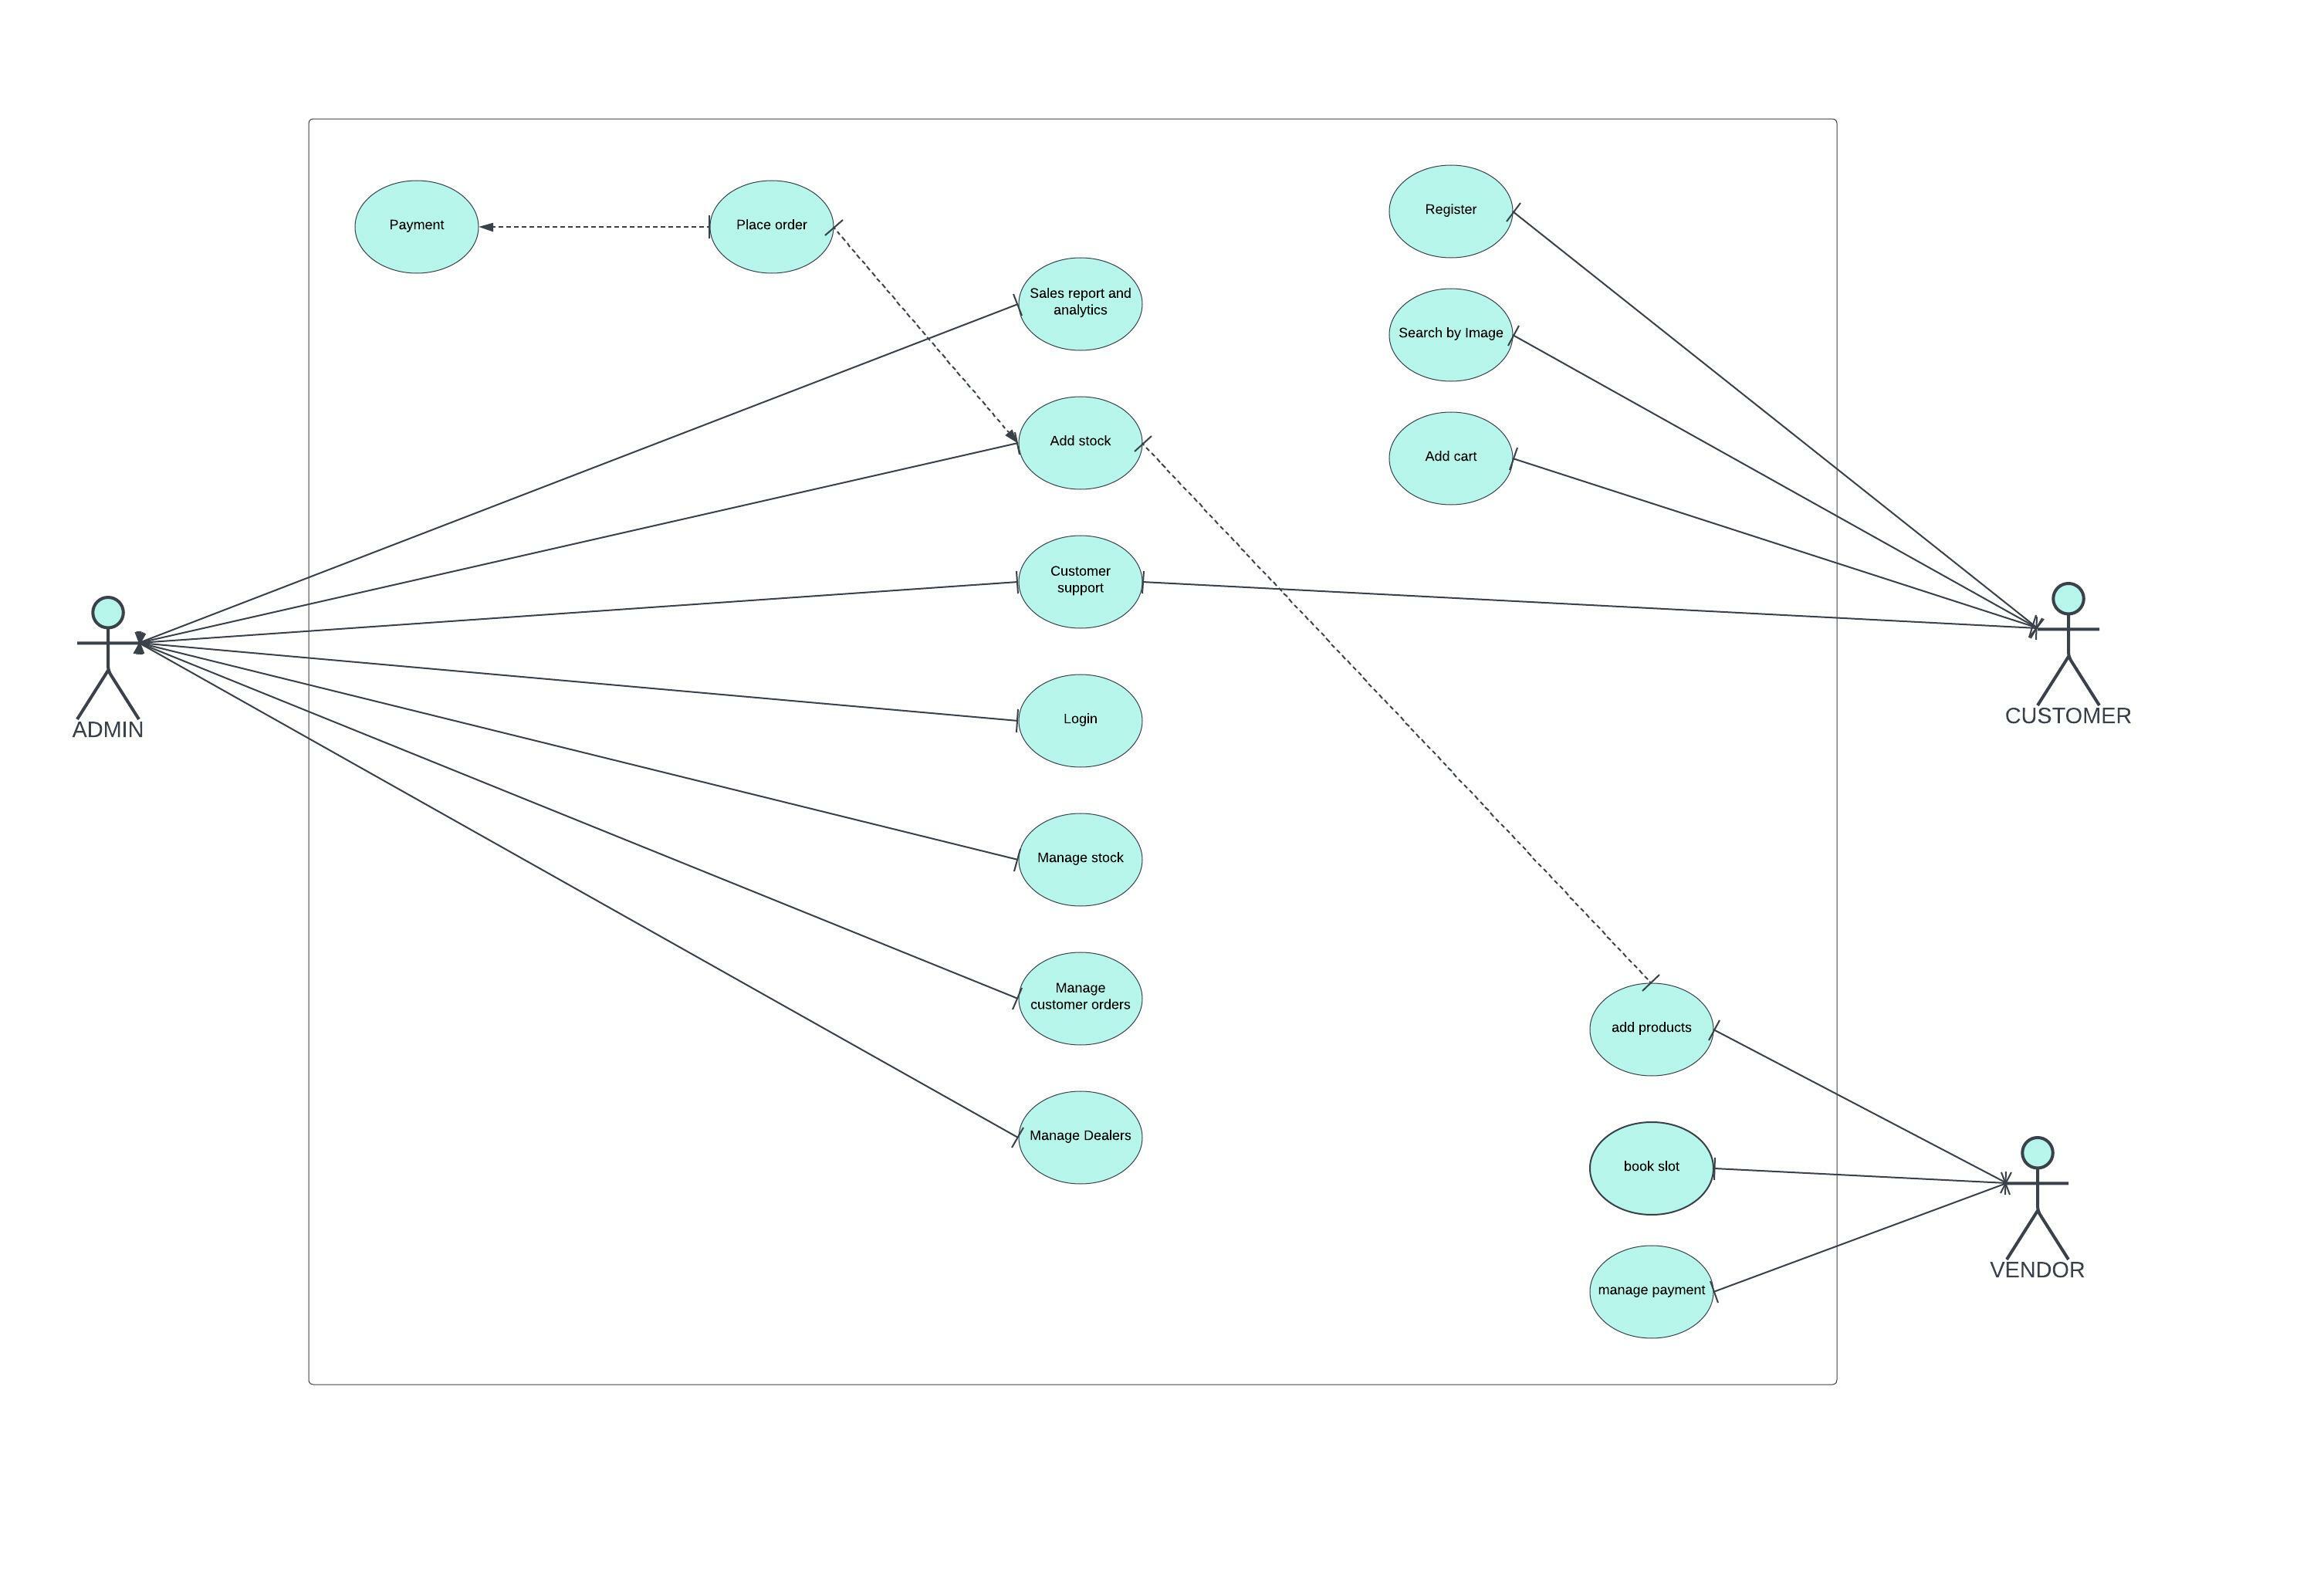 Payment
Place order
Register
Sales report and
analytics
Search by Image
Add stock
Add cart
Customer
support
Login
ADMIN
CUSTOMER
Manage stock
Manage
customer orders
add products
Manage Dealers
book slot
VENDOR
manage payment